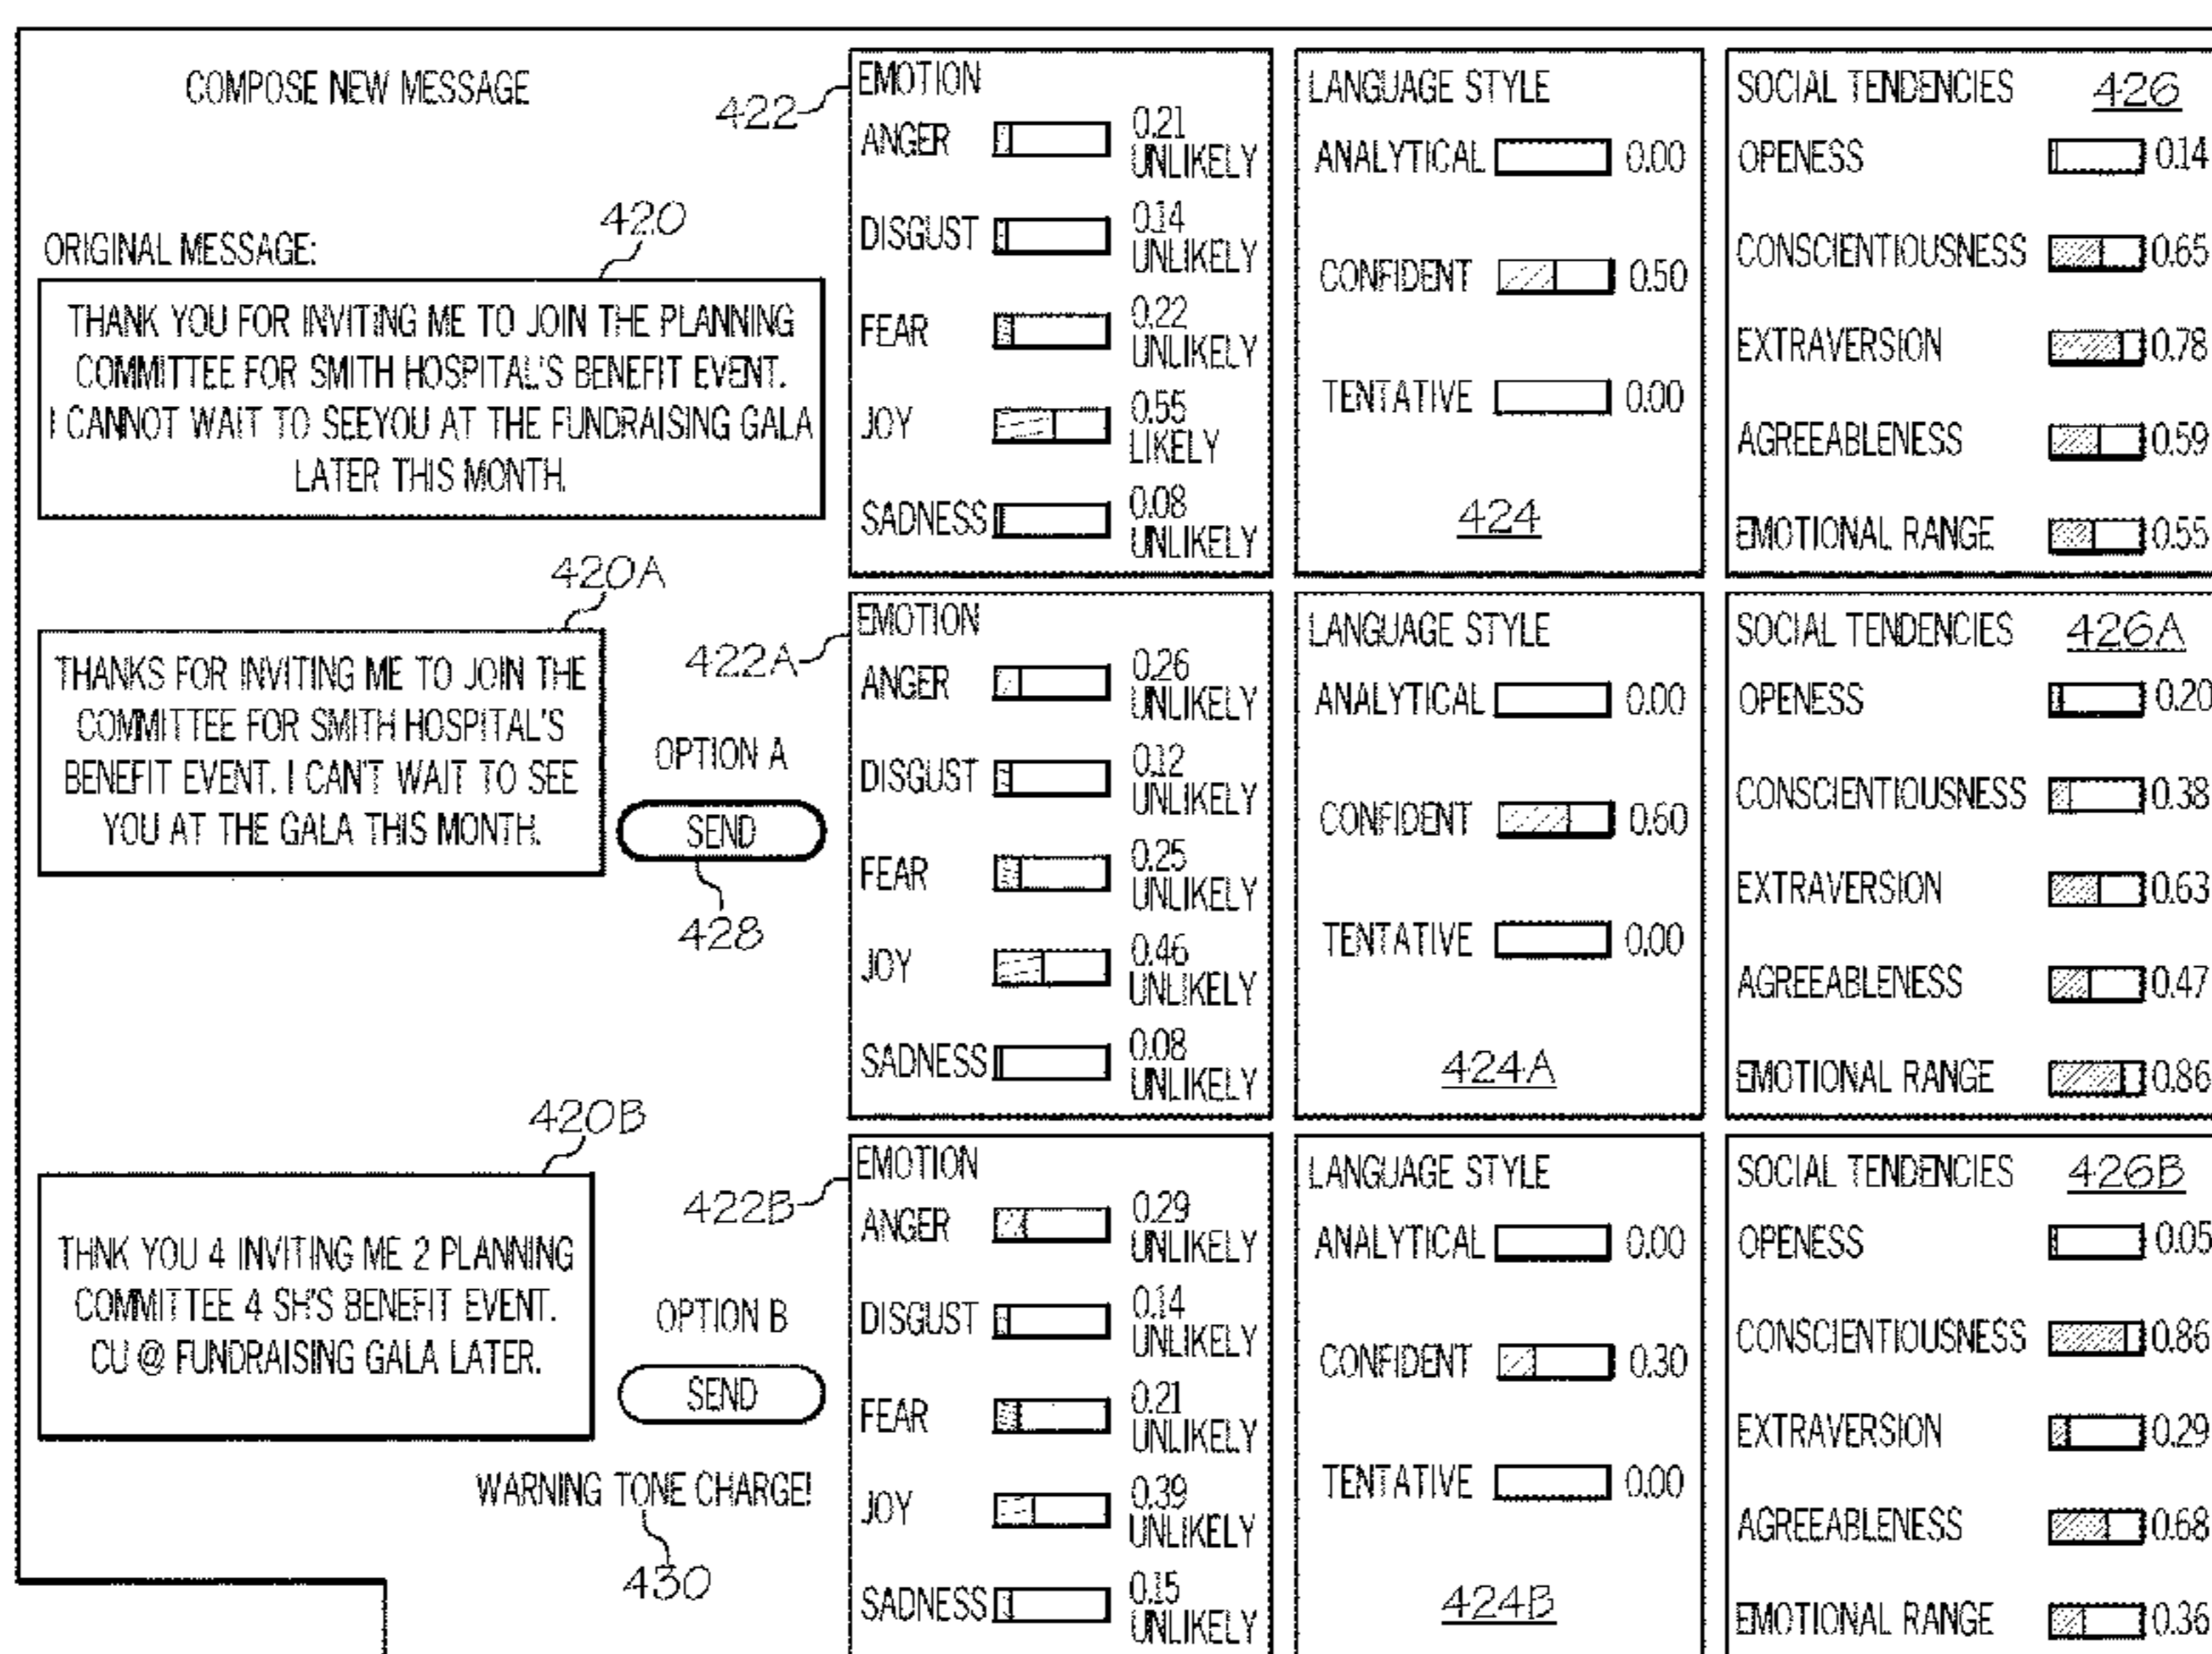 COMPOSE NEW MESSAGE
ORIGINAL MESSAGE:
420
THANK YOU FOR INVITING ME TO JOIN THE PLANNING
COMMITTEE FOR SMITH HOSPITAL'S BENEFIT EVENT.
I CANNOT WAIT TO SEEYOU AT THE FUNDRAISING GALA
LATER THIS MONTH.
422
EMOTION
ANGER 0.21 UNLIKELY
DISGUST 0.14 UNLIKELY
FEAR 0.22 UNLIKELY
JOY 0.55 LIKELY
SADNESS 0.08 UNLIKELY
LANGUAGE STYLE
ANALYTICAL 0.00
CONFIDENT 0.50
TENTATIVE 0.00
424
SOCIAL TENDENCIES 426
OPENESS 0.14
CONSCIENTIOUSNESS 0.65
EXTRAVERSION 0.78
AGREEABLENESS 0.59
EMOTIONAL RANGE 0.55
420A
THANKS FOR INVITING ME TO JOIN THE
COMMITTEE FOR SMITH HOSPITAL'S
BENEFIT EVENT. I CAN'T WAIT TO SEE
YOU AT THE GALA THIS MONTH.
OPTION A
SEND
428
422A
EMOTION
ANGER 0.26 UNLIKELY
DISGUST 0.12 UNLIKELY
FEAR 0.25 UNLIKELY
JOY 0.46 UNLIKELY
SADNESS 0.08 UNLIKELY
LANGUAGE STYLE
ANALYTICAL 0.00
CONFIDENT 0.60
TENTATIVE 0.00
424A
SOCIAL TENDENCIES 426A
OPENESS 0.20
CONSCIENTIOUSNESS 0.38
EXTRAVERSION 0.63
AGREEABLENESS 0.47
EMOTIONAL RANGE 0.86
420B
THNK YOU 4 INVITING ME 2 PLANNING
COMMITTEE 4 SH'S BENEFIT EVENT.
CU @ FUNDRAISING GALA LATER.
OPTION B
SEND
WARNING TONE CHARGE!
430
422B
EMOTION
ANGER 0.29 UNLIKELY
DISGUST 0.14 UNLIKELY
FEAR 0.21 UNLIKELY
JOY 0.39 UNLIKELY
SADNESS 0.15 UNLIKELY
LANGUAGE STYLE
ANALYTICAL 0.00
CONFIDENT 0.30
TENTATIVE 0.00
424B
SOCIAL TENDENCIES 426B
OPENESS 0.05
CONSCIENTIOUSNESS 0.86
EXTRAVERSION 0.29
AGREEABLENESS 0.68
EMOTIONAL RANGE 0.36